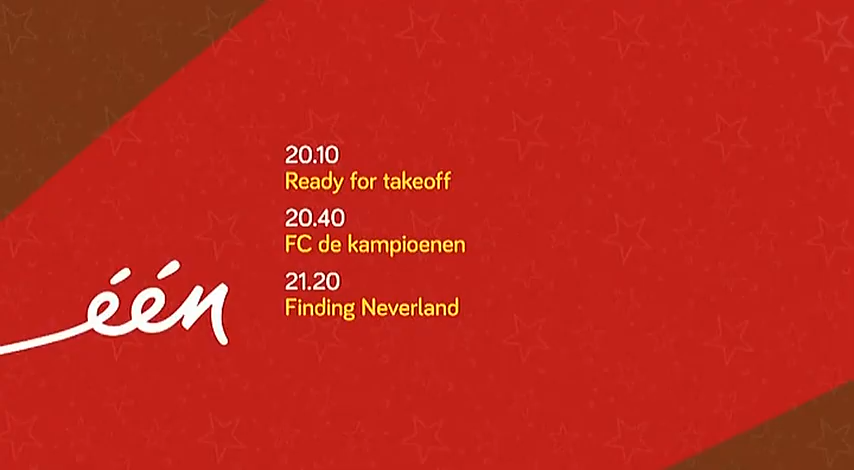 20.10
Ready for takeoff
20.40
FC de kampioenen
21.20
Finding Neverland
één